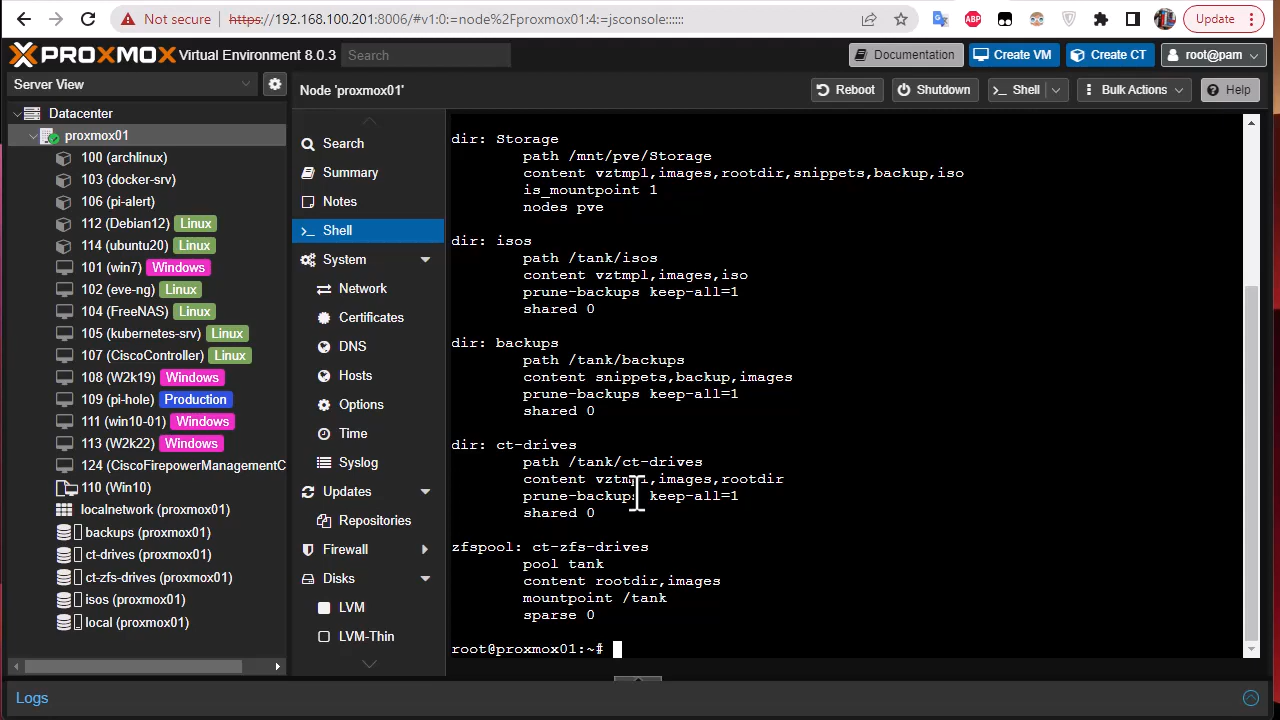 Not secure https://192.168.100.201:8006/#v1:0:=node%2Fproxmox01:4:=jsconsole::::::
ABP
Update
PROXMOX Virtual Environment 8.0.3
Search
Documentation
Create VM
Create CT
root@pam
Server View
Datacenter
proxmox01
100 (archlinux)
103 (docker-srv)
106 (pi-alert)
112 (Debian12) Linux
114 (ubuntu20) Linux
101 (win7) Windows
102 (eve-ng) Linux
104 (FreeNAS) Linux
105 (kubernetes-srv) Linux
107 (CiscoController) Linux
108 (W2k19) Windows
109 (pi-hole) Production
111 (win10-01) Windows
113 (W2k22) Windows
124 (CiscoFirepowerManagementC
110 (Win10)
localnetwork (proxmox01)
backups (proxmox01)
ct-drives (proxmox01)
ct-zfs-drives (proxmox01)
isos (proxmox01)
local (proxmox01)
Node 'proxmox01'
Reboot
Shutdown
Shell
Bulk Actions
Help
Search
Summary
Notes
Shell
System
Network
Certificates
DNS
Hosts
Options
Time
Syslog
Updates
Repositories
Firewall
Disks
LVM
LVM-Thin
dir: Storage
path /mnt/pve/Storage
content vztmpl,images,rootdir,snippets,backup,iso
is_mountpoint 1
nodes pve
dir: isos
path /tank/isos
content vztmpl,images,iso
prune-backups keep-all=1
shared 0
dir: backups
path /tank/backups
content snippets,backup,images
prune-backups keep-all=1
shared 0
dir: ct-drives
path /tank/ct-drives
content vztmpl,images,rootdir
prune-backups keep-all=1
shared 0
zfspool: ct-zfs-drives
pool tank
content rootdir,images
mountpoint /tank
sparse 0
root@proxmox01:~#
Logs